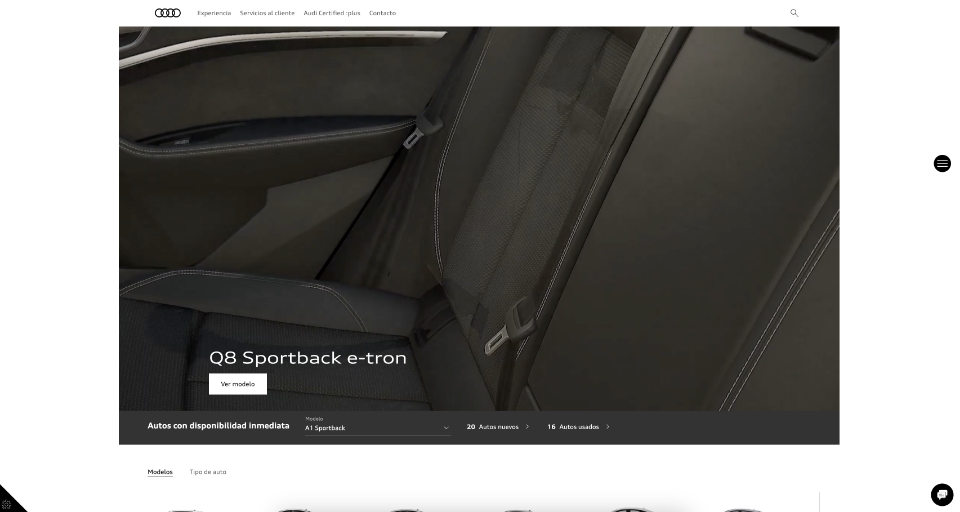 Experiencia Servicios al cliente Audi Certified :plus Contacto
Q8 Sportback e-tron
Ver modelo
Autos con disponibilidad inmediata
Modelo
A1 Sportback
20 Autos nuevos
16 Autos usados
Modelos Tipo de auto